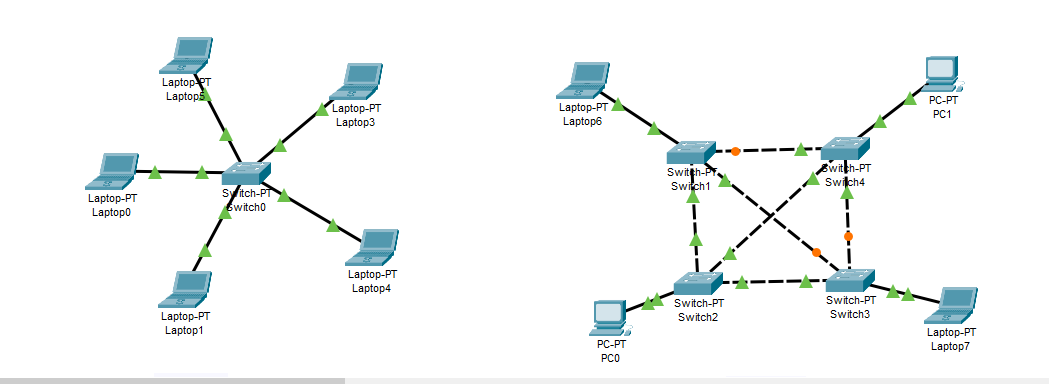 Laptop-PT
Laptop5
Laptop-PT
Laptop3
Laptop-PT
Laptop0
Switch-PT
Switch0
Laptop-PT
Laptop4
Laptop-PT
Laptop1
Laptop-PT
Laptop6
PC-PT
PC1
Switch-PT
Switch1
Switch-PT
Switch4
Switch-PT
Switch2
Switch-PT
Switch3
PC-PT
PC0
Laptop-PT
Laptop7